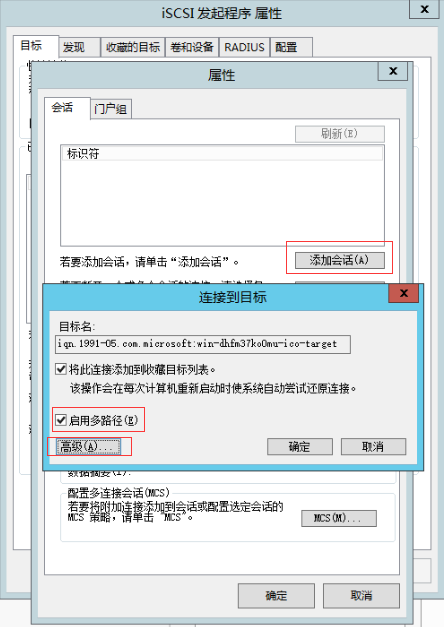 iSCSI 发起程序 属性
目标 发现 收藏的目标 卷和设备 RADIUS 配置
属性
会话 门户组
刷新(E)
标识符
若要添加会话，请单击“添加会话”。
添加会话(A)
连接到目标
目标名:
iqn.1991-05.com.microsoft:win-dhfm37ko0mu-ico-target
将此连接添加到收藏目标列表。
该操作会在每次计算机重新启动时使系统自动尝试还原连接。
启用多路径(E)
高级(A)... 确定 取消
配置多连接会话(MCS)
若要将附加连接添加到会话或配置选定会话的
MCS 策略，请单击 "MCS"。
MCS(M)...
确定 取消